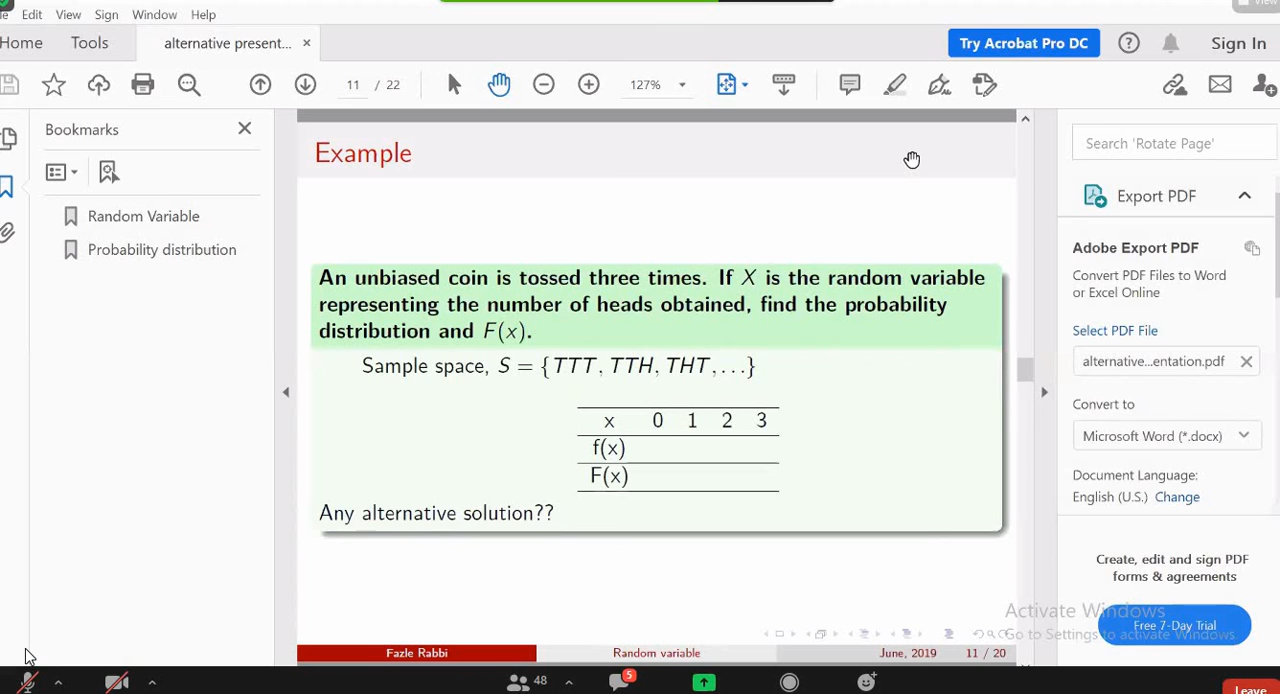 Edit View Sign Window Help
View
Home Tools alternative present... × Try Acrobat Pro DC Sign In
11 / 22 127%
Bookmarks
Random Variable
Probability distribution
Example
An unbiased coin is tossed three times. If X is the random variable
representing the number of heads obtained, find the probability
distribution and F(x).
Sample space, S = {TTT, TTH, THT, ...}
x 0 1 2 3
f(x)
F(x)
Any alternative solution??
Fazle Rabbi Random variable June, 2019 11 / 20
Search 'Rotate Page'
Export PDF
Adobe Export PDF
Convert PDF Files to Word
or Excel Online
Select PDF File
alternative...entation.pdf ×
Convert to
Microsoft Word (*.docx)
Document Language:
English (U.S.) Change
Create, edit and sign PDF
forms & agreements
Activate Windows
Free 7-Day Trial
Go to Settings to activate Windows.
48 5
Leave